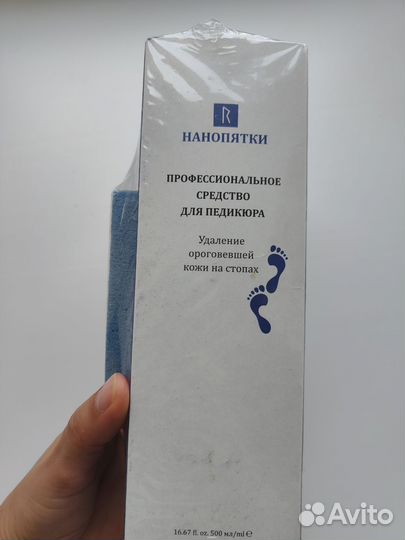 R
НАНОПЯТКИ
ПРОФЕССИОНАЛЬНОЕ
СРЕДСТВО
ДЛЯ ПЕДИКЮРА
Удаление
ороговевшей
кожи на стопах
16.67 fl. oz. 500 мл/ml ℮
Avito